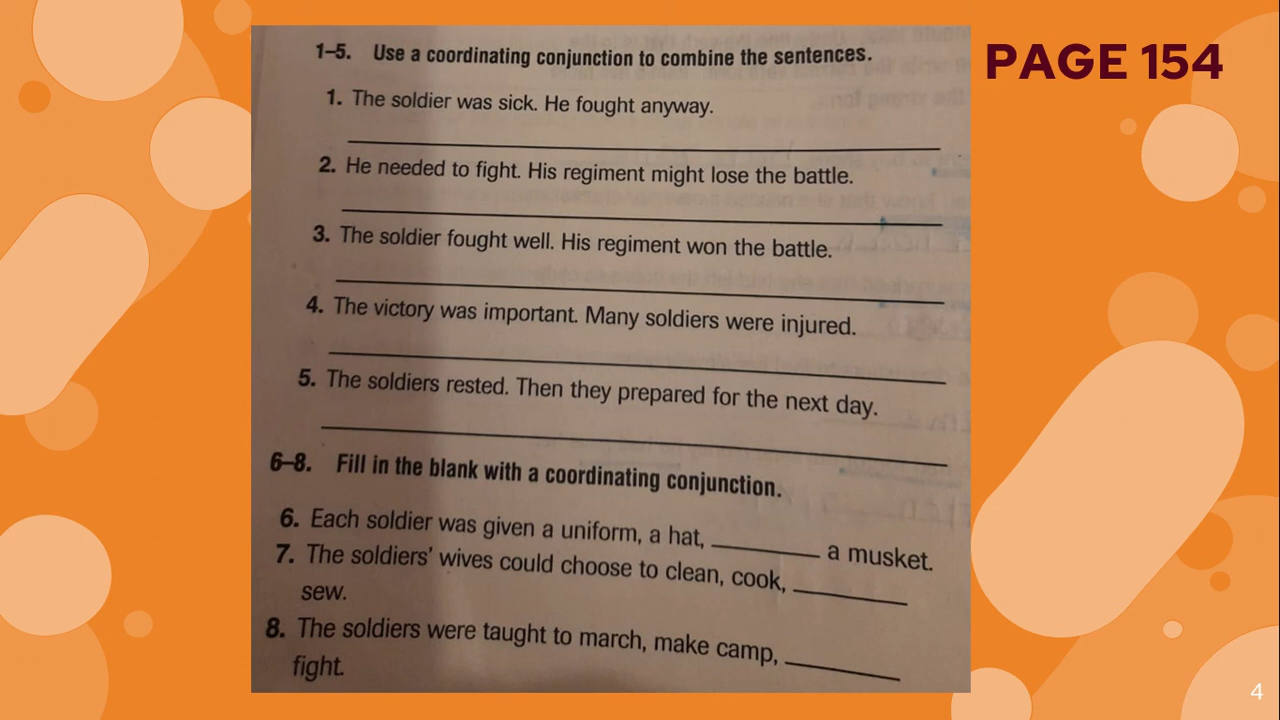 PAGE 154
1–5. Use a coordinating conjunction to combine the sentences.
1. The soldier was sick. He fought anyway.
2. He needed to fight. His regiment might lose the battle.
3. The soldier fought well. His regiment won the battle.
4. The victory was important. Many soldiers were injured.
5. The soldiers rested. Then they prepared for the next day.
6–8. Fill in the blank with a coordinating conjunction.
6. Each soldier was given a uniform, a hat, ________ a musket.
7. The soldiers' wives could choose to clean, cook, ________
sew.
8. The soldiers were taught to march, make camp, ________
fight.
4